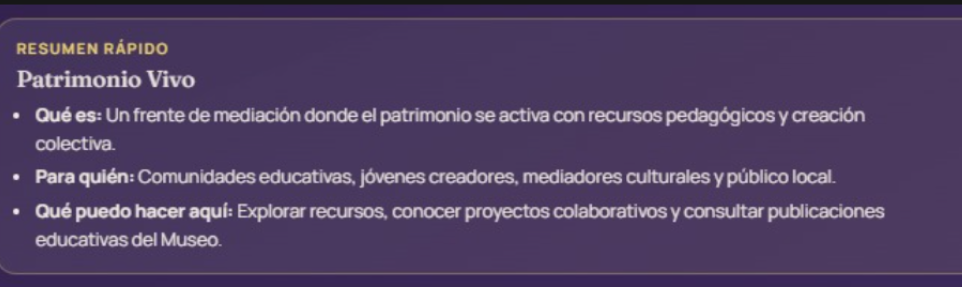 RESUMEN RÁPIDO
Patrimonio Vivo
• Qué es: Un frente de mediación donde el patrimonio se activa con recursos pedagógicos y creación
colectiva.
• Para quién: Comunidades educativas, jóvenes creadores, mediadores culturales y público local.
• Qué puedo hacer aquí: Explorar recursos, conocer proyectos colaborativos y consultar publicaciones
educativas del Museo.